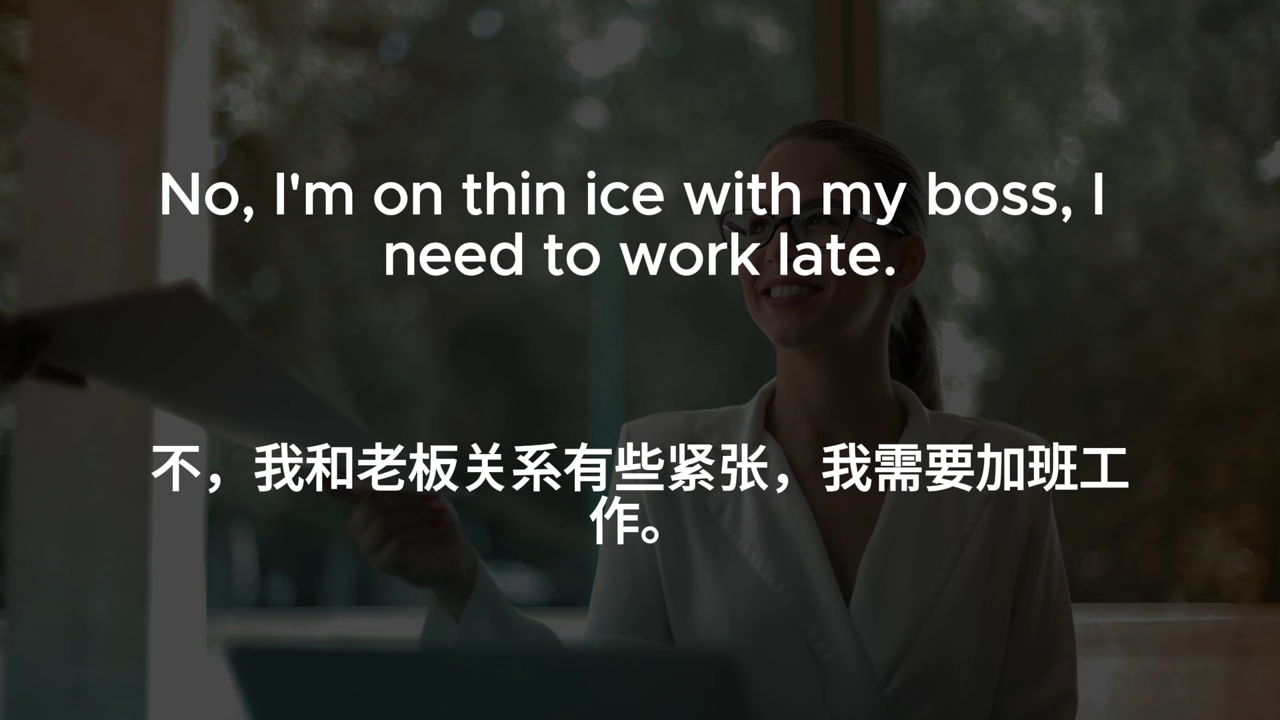 No, I'm on thin ice with my boss, I
need to work late.
不，我和老板关系有些紧张，我需要加班工
作。